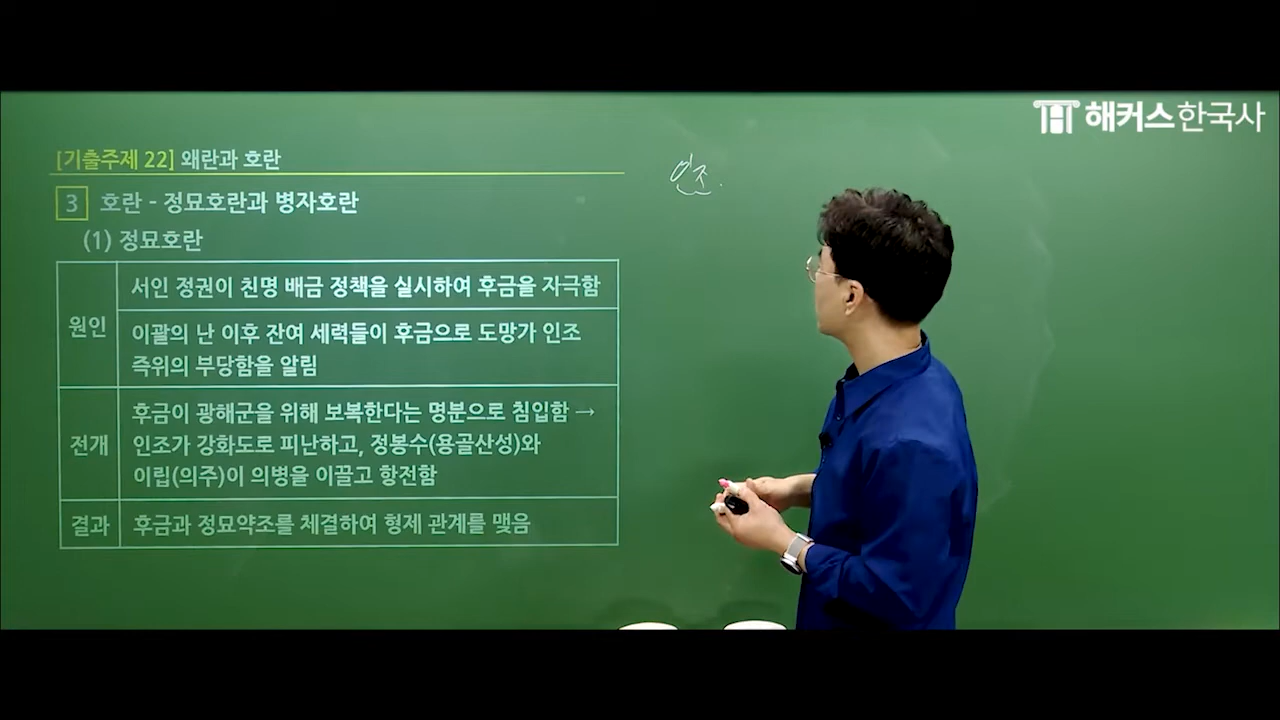 해커스한국사
[기출주제 22] 왜란과 호란
인조.
3 호란 - 정묘호란과 병자호란
(1) 정묘호란
원인
서인 정권이 친명 배금 정책을 실시하여 후금을 자극함
이괄의 난 이후 잔여 세력들이 후금으로 도망가 인조
즉위의 부당함을 알림
전개
후금이 광해군을 위해 보복한다는 명분으로 침입함 →
인조가 강화도로 피난하고, 정봉수(용골산성)와
이립(의주)이 의병을 이끌고 항전함
결과
후금과 정묘약조를 체결하여 형제 관계를 맺음